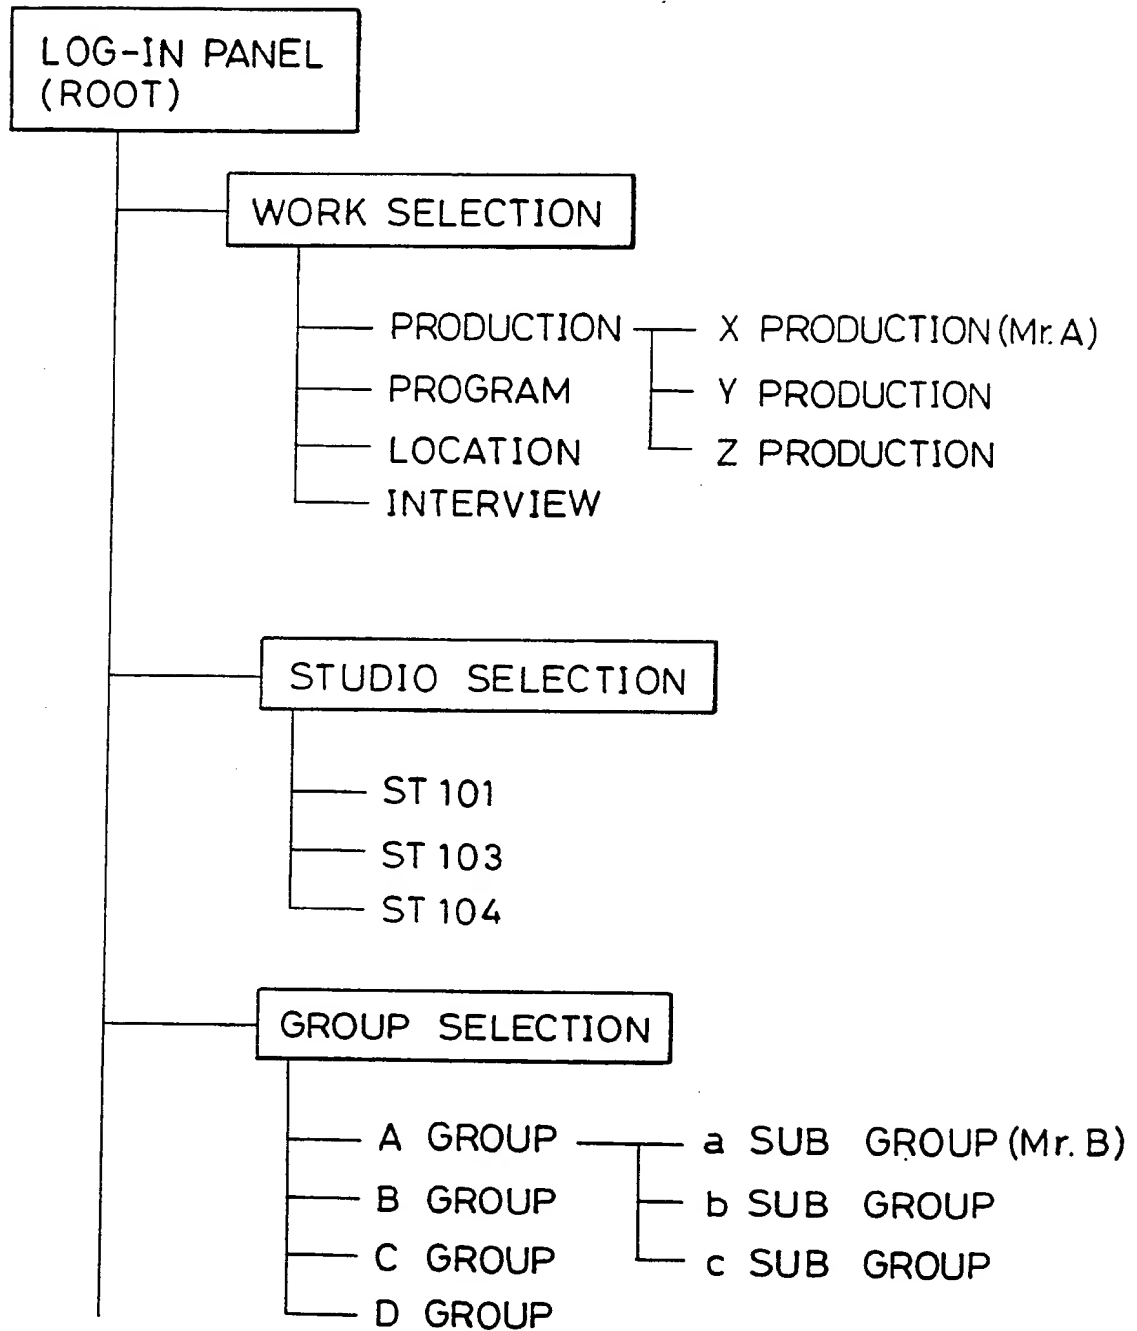 LOG-IN PANEL
(ROOT)
WORK SELECTION
PRODUCTION X PRODUCTION (Mr. A)
PROGRAM Y PRODUCTION
LOCATION Z PRODUCTION
INTERVIEW
STUDIO SELECTION
ST 101
ST 103
ST 104
GROUP SELECTION
A GROUP a SUB GROUP (Mr. B)
B GROUP b SUB GROUP
C GROUP c SUB GROUP
D GROUP